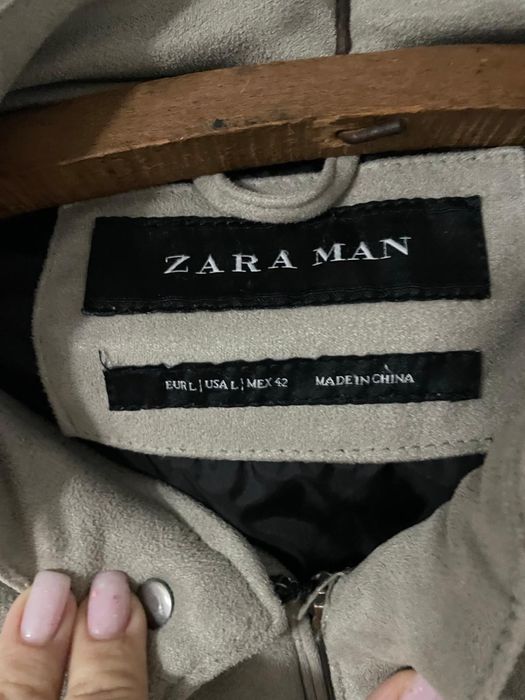 ZARA MAN
EUR L | USA L | MEX 42 MADE IN CHINA